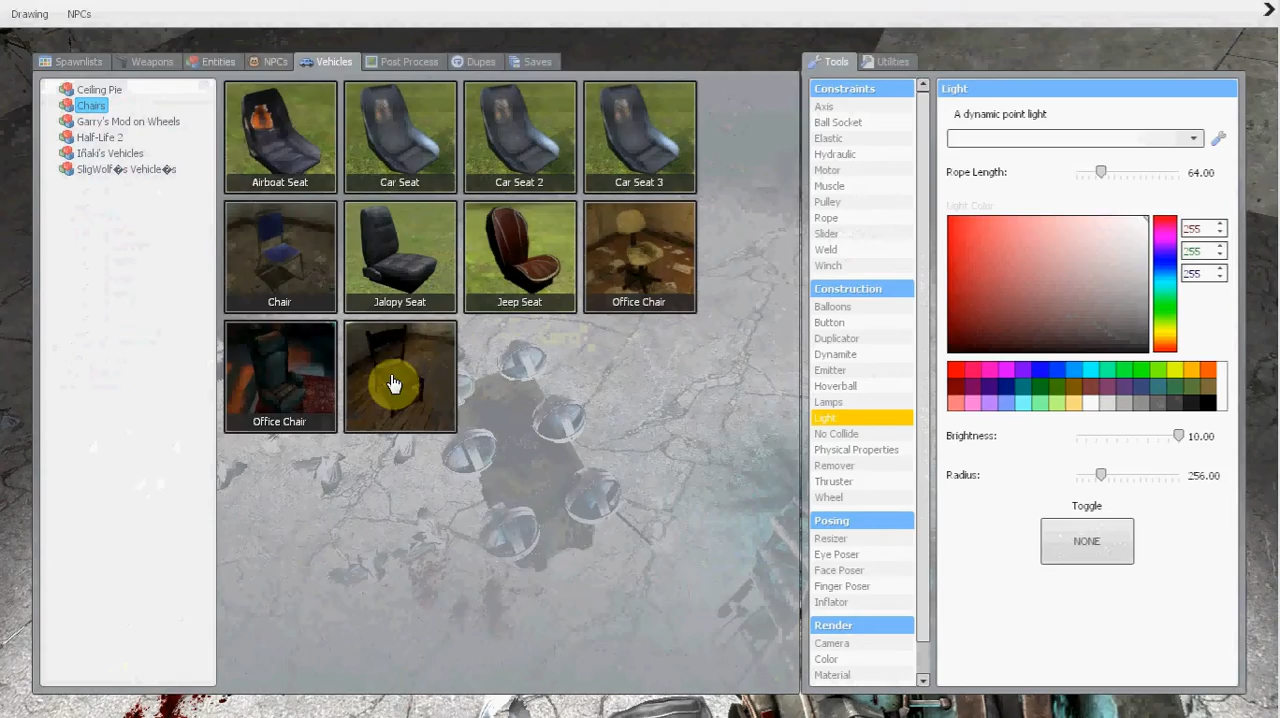 Drawing NPCs
Spawnlists Weapons Entities NPCs Vehicles Post Process Dupes Saves
Tools Utilities
Ceiling Pie
Chairs
Garry's Mod on Wheels
Half-Life 2
Iñaki's Vehicles
SligWolf�s Vehicle�s
Airboat Seat
Car Seat
Car Seat 2
Car Seat 3
Chair
Jalopy Seat
Jeep Seat
Office Chair
Office Chair
Constraints
Axis
Ball Socket
Elastic
Hydraulic
Motor
Muscle
Pulley
Rope
Slider
Weld
Winch
Construction
Balloons
Button
Duplicator
Dynamite
Emitter
Hoverball
Lamps
Light
No Collide
Physical Properties
Remover
Thruster
Wheel
Posing
Resizer
Eye Poser
Face Poser
Finger Poser
Inflator
Render
Camera
Color
Material
Light
A dynamic point light
Rope Length: 64.00
Light Color
255
255
255
Brightness: 10.00
Radius: 256.00
Toggle
NONE